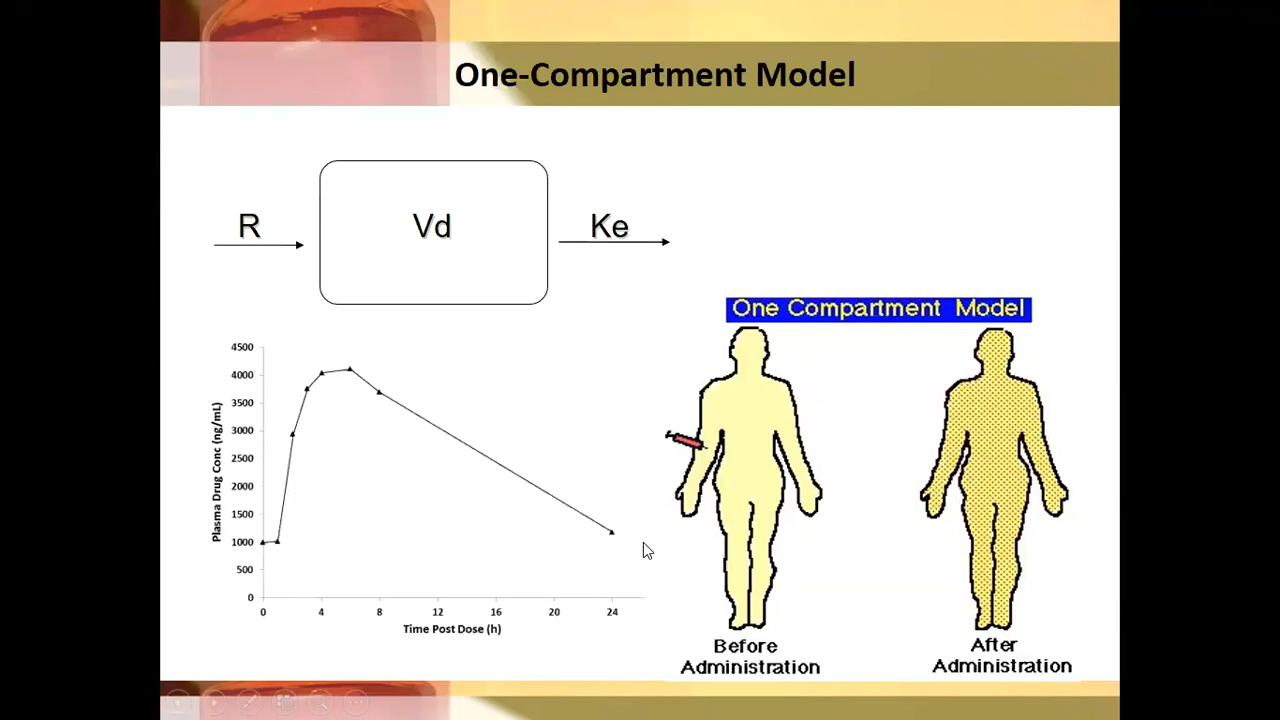 One-Compartment Model
R
Vd
Ke
One Compartment Model
4500
4000
3500
3000
2500
2000
1500
1000
500
0
Plasma Drug Conc (ng/mL)
0 4 8 12 16 20 24
Time Post Dose (h)
Before
Administration
After
Administration